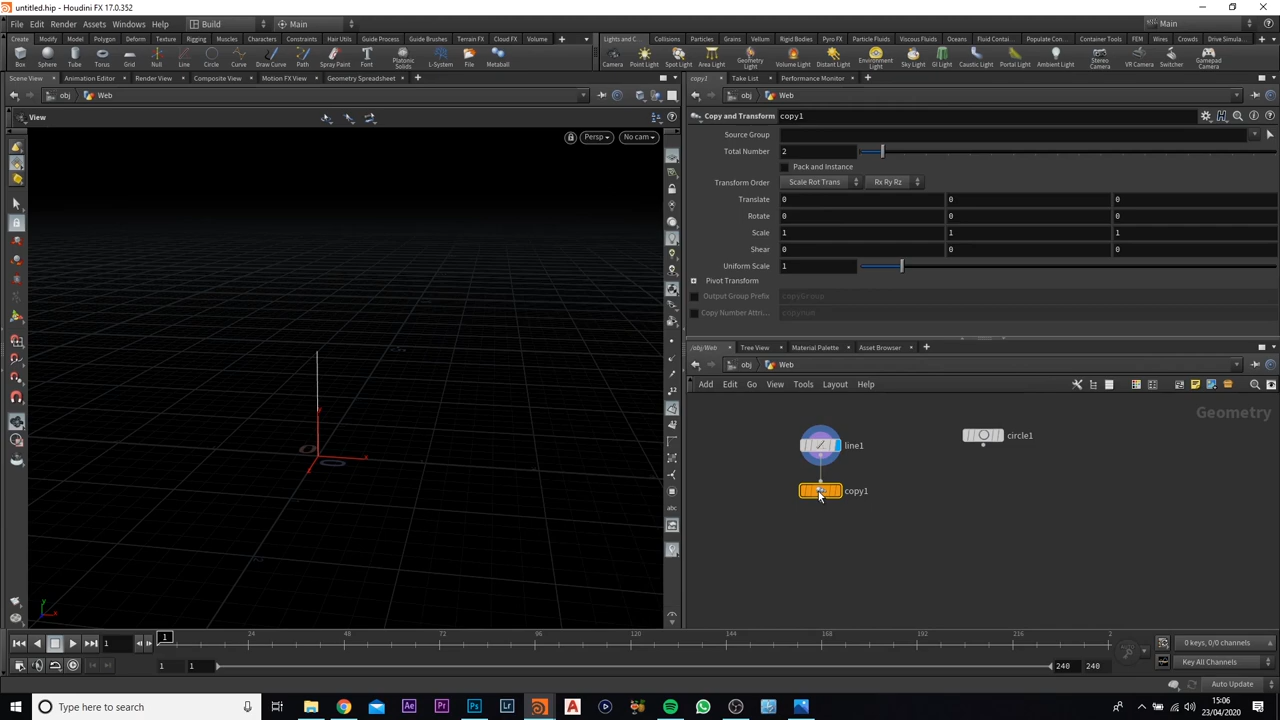 untitled.hip - Houdini FX 17.0.352
File Edit Render Assets Windows Help Build Main Main
Create Modify Model Polygon Deform Texture Rigging Muscles Characters Constraints Hair Utils Guide Process Guide Brushes Terrain FX Cloud FX Volume
Lights and C... Collisions Particles Grains Vellum Rigid Bodies Pyro FX Particle Fluids Viscous Fluids Oceans Fluid Contai... Populate Con... Container Tools FEM Wires Crowds Drive Simula...
Box Sphere Tube Torus Grid Null Line Circle Curve Draw Curve Path Spray Paint Font Platonic Solids L-System File Metaball
Camera Point Light Spot Light Area Light Geometry Light Volume Light Distant Light Environment Light Sky Light GI Light Caustic Light Portal Light Ambient Light Stereo Camera VR Camera Switcher Gamepad Camera
Scene View Animation Editor Render View Composite View Motion FX View Geometry Spreadsheet
obj Web
View
Persp No cam
copy1 Take List Performance Monitor
obj Web
Copy and Transform copy1
Source Group
Total Number 2
Pack and Instance
Transform Order Scale Rot Trans Rx Ry Rz
Translate 0 0 0
Rotate 0 0 0
Scale 1 1 1
Shear 0 0 0
Uniform Scale 1
Pivot Transform
Output Group Prefix copyGroup
Copy Number Attri... copynum
/obj/Web Tree View Material Palette Asset Browser
obj Web
Add Edit Go View Tools Layout Help
Geometry
line1
circle1
copy1
1 1 24 48 72 96 120 144 168 192 216 2
1 1 240 240
0 keys, 0/0 channels
Key All Channels
Auto Update
Type here to search
15:06
23/04/2020